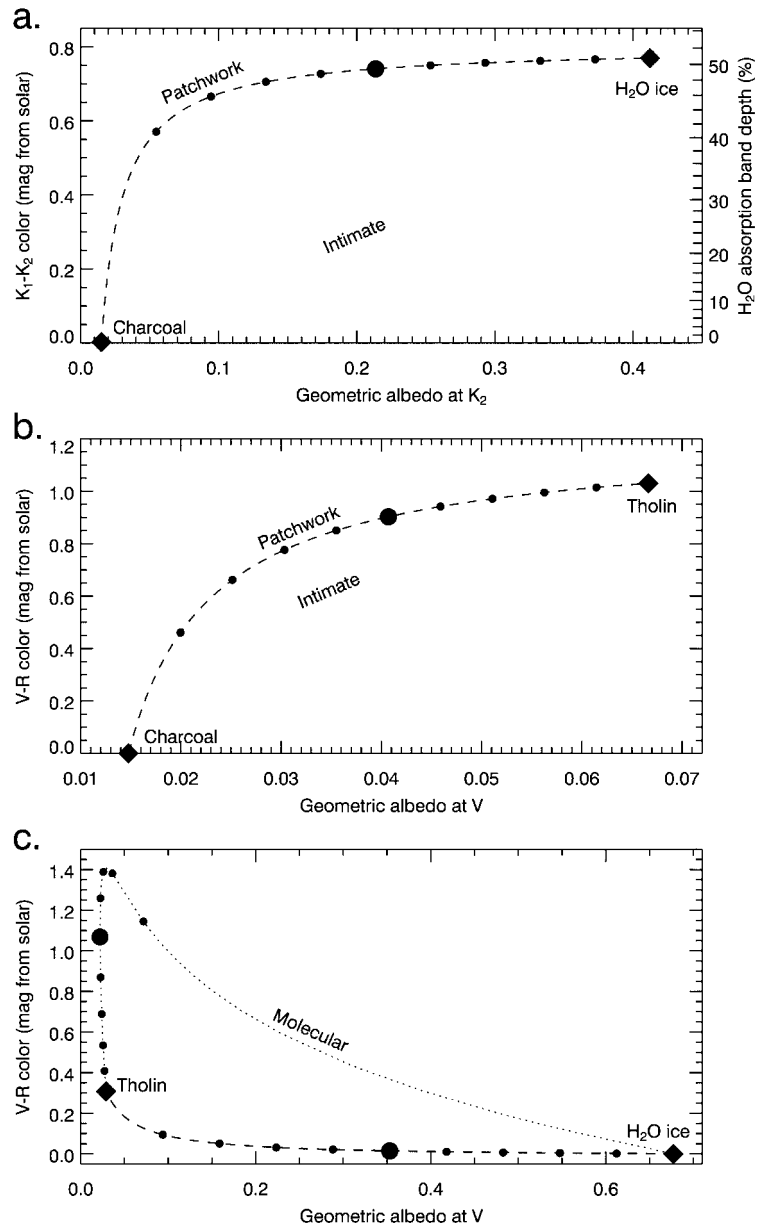 a.
0.8
0.6
0.4
0.2
0.0
K1-K2 color (mag from solar)
Patchwork
Intimate
Charcoal
H2O ice
50
40
30
20
10
0
H2O absorption band depth (%)
0.0 0.1 0.2 0.3 0.4
Geometric albedo at K2
b.
1.2
1.0
0.8
0.6
0.4
0.2
0.0
V-R color (mag from solar)
Patchwork
Intimate
Charcoal
Tholin
0.01 0.02 0.03 0.04 0.05 0.06 0.07
Geometric albedo at V
c.
1.4
1.2
1.0
0.8
0.6
0.4
0.2
0.0
V-R color (mag from solar)
Molecular
Tholin
H2O ice
0.0 0.2 0.4 0.6
Geometric albedo at V